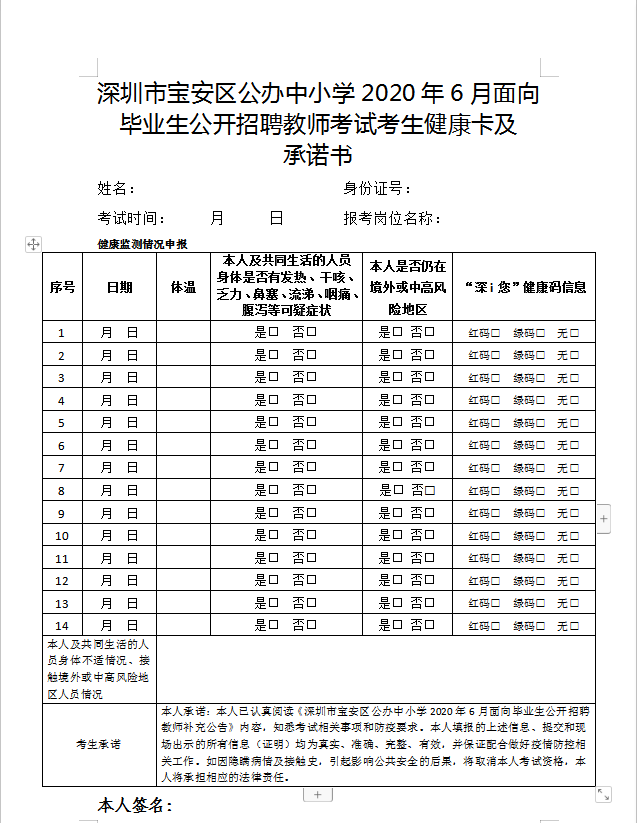 深圳市宝安区公办中小学 2020 年 6 月面向
毕业生公开招聘教师考试考生健康卡及
承诺书
姓名： 身份证号：
考试时间： 月 日 报考岗位名称：
健康监测情况申报
序号 日期 体温 本人及共同生活的人员身体是否有发热、干咳、乏力、鼻塞、流涕、咽痛、腹泻等可疑症状 本人是否仍在境外或中高风险地区 “深 i 您”健康码信息
1 月 日 是□ 否□ 是□ 否□ 红码□ 绿码□ 无□
2 月 日 是□ 否□ 是□ 否□ 红码□ 绿码□ 无□
3 月 日 是□ 否□ 是□ 否□ 红码□ 绿码□ 无□
4 月 日 是□ 否□ 是□ 否□ 红码□ 绿码□ 无□
5 月 日 是□ 否□ 是□ 否□ 红码□ 绿码□ 无□
6 月 日 是□ 否□ 是□ 否□ 红码□ 绿码□ 无□
7 月 日 是□ 否□ 是□ 否□ 红码□ 绿码□ 无□
8 月 日 是□ 否□ 是□ 否□ 红码□ 绿码□ 无□
9 月 日 是□ 否□ 是□ 否□ 红码□ 绿码□ 无□
10 月 日 是□ 否□ 是□ 否□ 红码□ 绿码□ 无□
11 月 日 是□ 否□ 是□ 否□ 红码□ 绿码□ 无□
12 月 日 是□ 否□ 是□ 否□ 红码□ 绿码□ 无□
13 月 日 是□ 否□ 是□ 否□ 红码□ 绿码□ 无□
14 月 日 是□ 否□ 是□ 否□ 红码□ 绿码□ 无□
本人及共同生活的人
员身体不适情况、接
触境外或中高风险地
区人员情况
考生承诺
本人承诺：本人已认真阅读《深圳市宝安区公办中小学 2020 年 6 月面向毕业生公开招聘
教师补充公告》内容，知悉考试相关事项和防疫要求。本人填报的上述信息、提交和现
场出示的所有信息（证明）均为真实、准确、完整、有效，并保证配合做好疫情防控相
关工作。如因隐瞒病情及接触史，引起影响公共安全的后果，将取消本人考试资格，本
人将承担相应的法律责任。
本人签名：